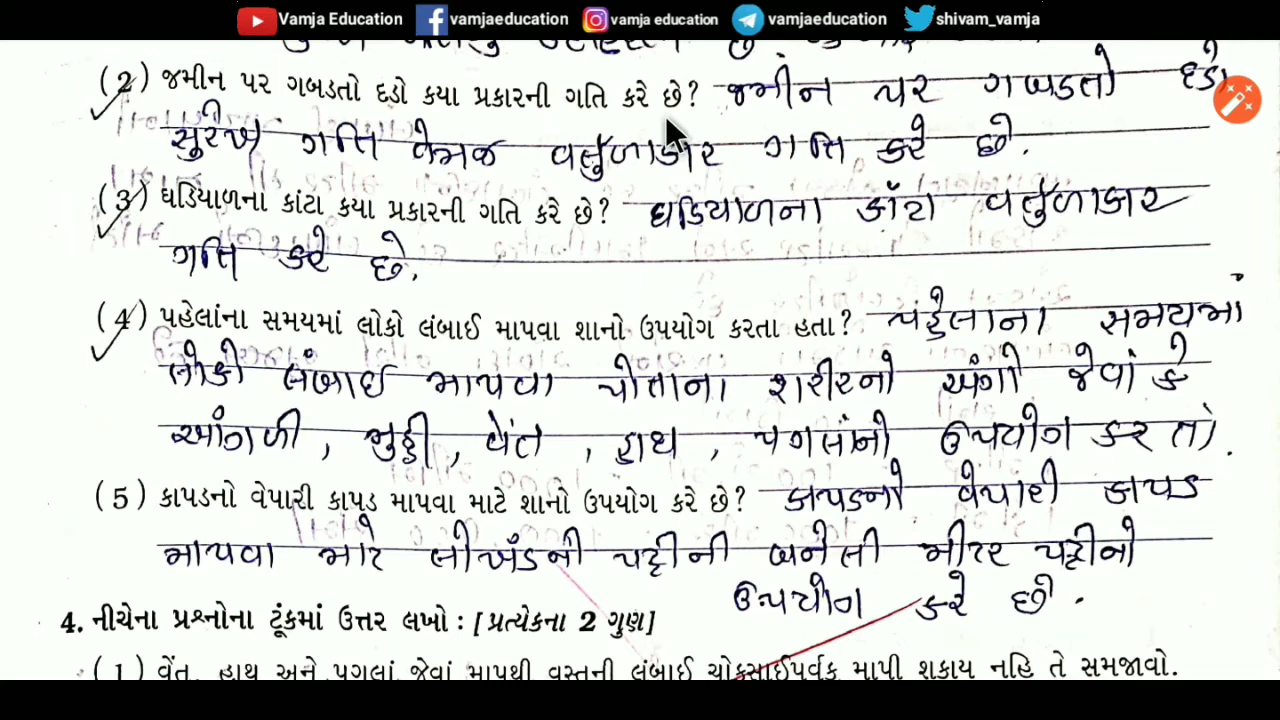 Vamja Education vamjaeducation vamja education vamjaeducation shivam_vamja
(2) જમીન પર ગબડતો દડો કયા પ્રકારની ગતિ કરે છે? જમીન પર ગબડતો દડો
સુરેખ ગતિ તેમજ વર્તુળાકાર ગતિ કરે છે.
(3) ઘડિયાળના કાંટા કયા પ્રકારની ગતિ કરે છે? ઘડિયાળના કાંટા વર્તુળાકાર
ગતિ કરે છે.
(4) પહેલાંના સમયમાં લોકો લંબાઈ માપવા શાનો ઉપયોગ કરતા હતા? પહેલાના સમયમાં
લોકો લંબાઈ માપવા પોતાના શરીરનો અંગો જેવાં કે
આંગળી, મુઠ્ઠી, વેંત, હાથ, પગલાંનો ઉપયોગ કરતાં.
(5) કાપડનો વેપારી કાપડ માપવા માટે શાનો ઉપયોગ કરે છે? કાપડનો વેપારી કાપડ
માપવા માટે લોખંડની પટ્ટીની બનેલી મીટર પટ્ટીનો
ઉપયોગ કરે છે.
4. નીચેના પ્રશ્નોના ટૂંકમાં ઉત્તર લખો : [પ્રત્યેકના 2 ગુણ]
(1) વેંત, હાથ અને પગલાં જેવાં માપથી વસ્તુની લંબાઈ ચોક્સાઈપર્વક માપી શકાય નહિ તે સમજાવો.